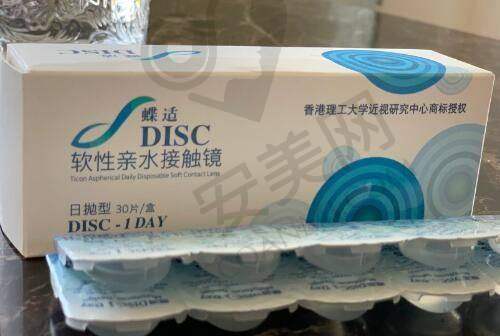 DISC
蝶适
DISC
软性亲水接触镜
Ticon Aspherical Daily Disposable Soft Contact Lens
日抛型 30片/盒
DISC - 1 DAY
香港理工大学近视研究中心商标授权
安美网